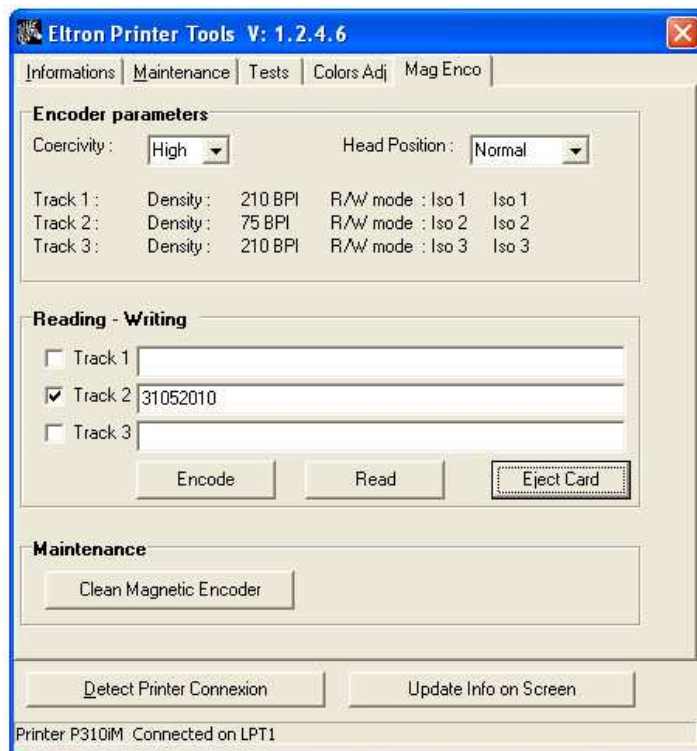 Eltron Printer Tools V: 1.2.4.6
Informations Maintenance Tests Colors Adj Mag Enco
Encoder parameters
Coercivity : High Head Position : Normal
Track 1 : Density : 210 BPI R/W mode : Iso 1 Iso 1
Track 2 : Density : 75 BPI R/W mode : Iso 2 Iso 2
Track 3 : Density : 210 BPI R/W mode : Iso 3 Iso 3
Reading - Writing
Track 1
Track 2 31052010
Track 3
Encode Read Eject Card
Maintenance
Clean Magnetic Encoder
Detect Printer Connexion Update Info on Screen
Printer P310iM Connected on LPT1